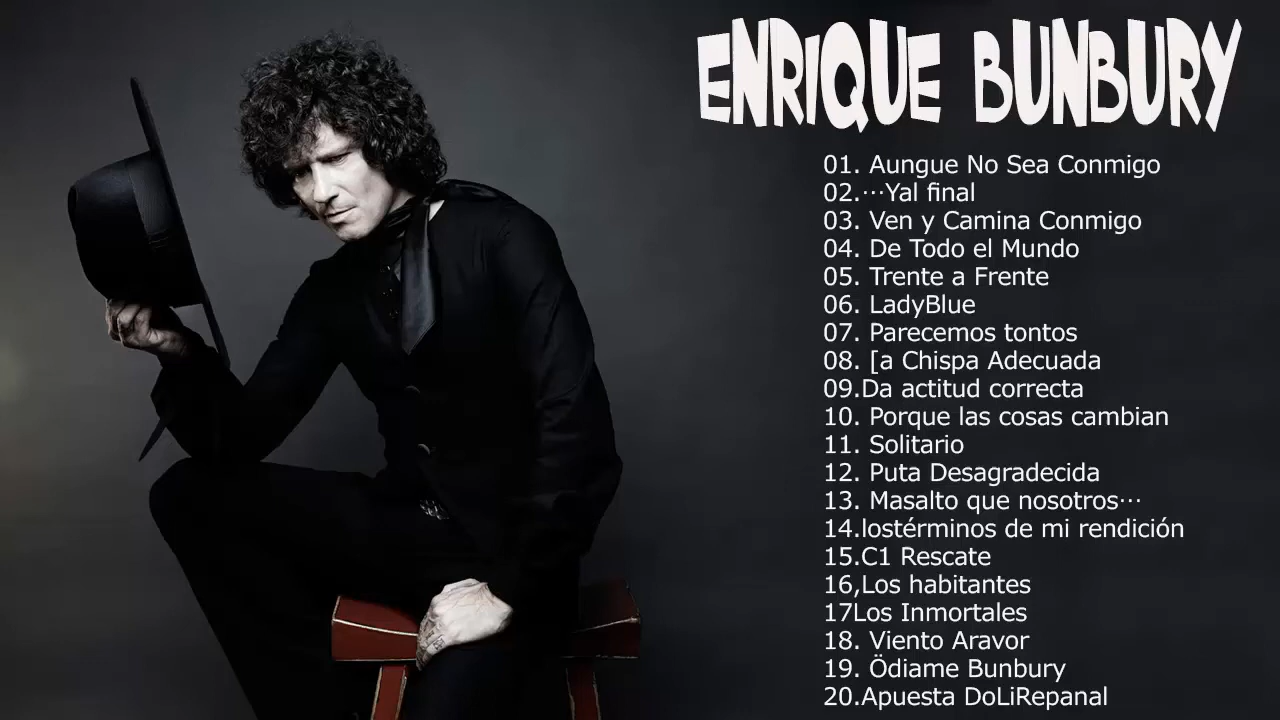 ENRIQUE BUNBURY
01. Aungue No Sea Conmigo
02.···Yal final
03. Ven y Camina Conmigo
04. De Todo el Mundo
05. Trente a Frente
06. LadyBlue
07. Parecemos tontos
08. [a Chispa Adecuada
09.Da actitud correcta
10. Porque las cosas cambian
11. Solitario
12. Puta Desagradecida
13. Masalto que nosotros···
14.lostérminos de mi rendición
15.C1 Rescate
16,Los habitantes
17Los Inmortales
18. Viento Aravor
19. Ödiame Bunbury
20.Apuesta DoLiRepanal